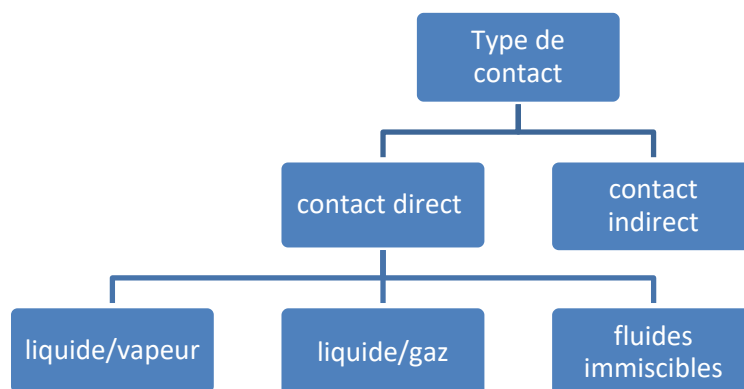 Type de
contact
contact direct
contact
indirect
liquide/vapeur
liquide/gaz
fluides
immiscibles